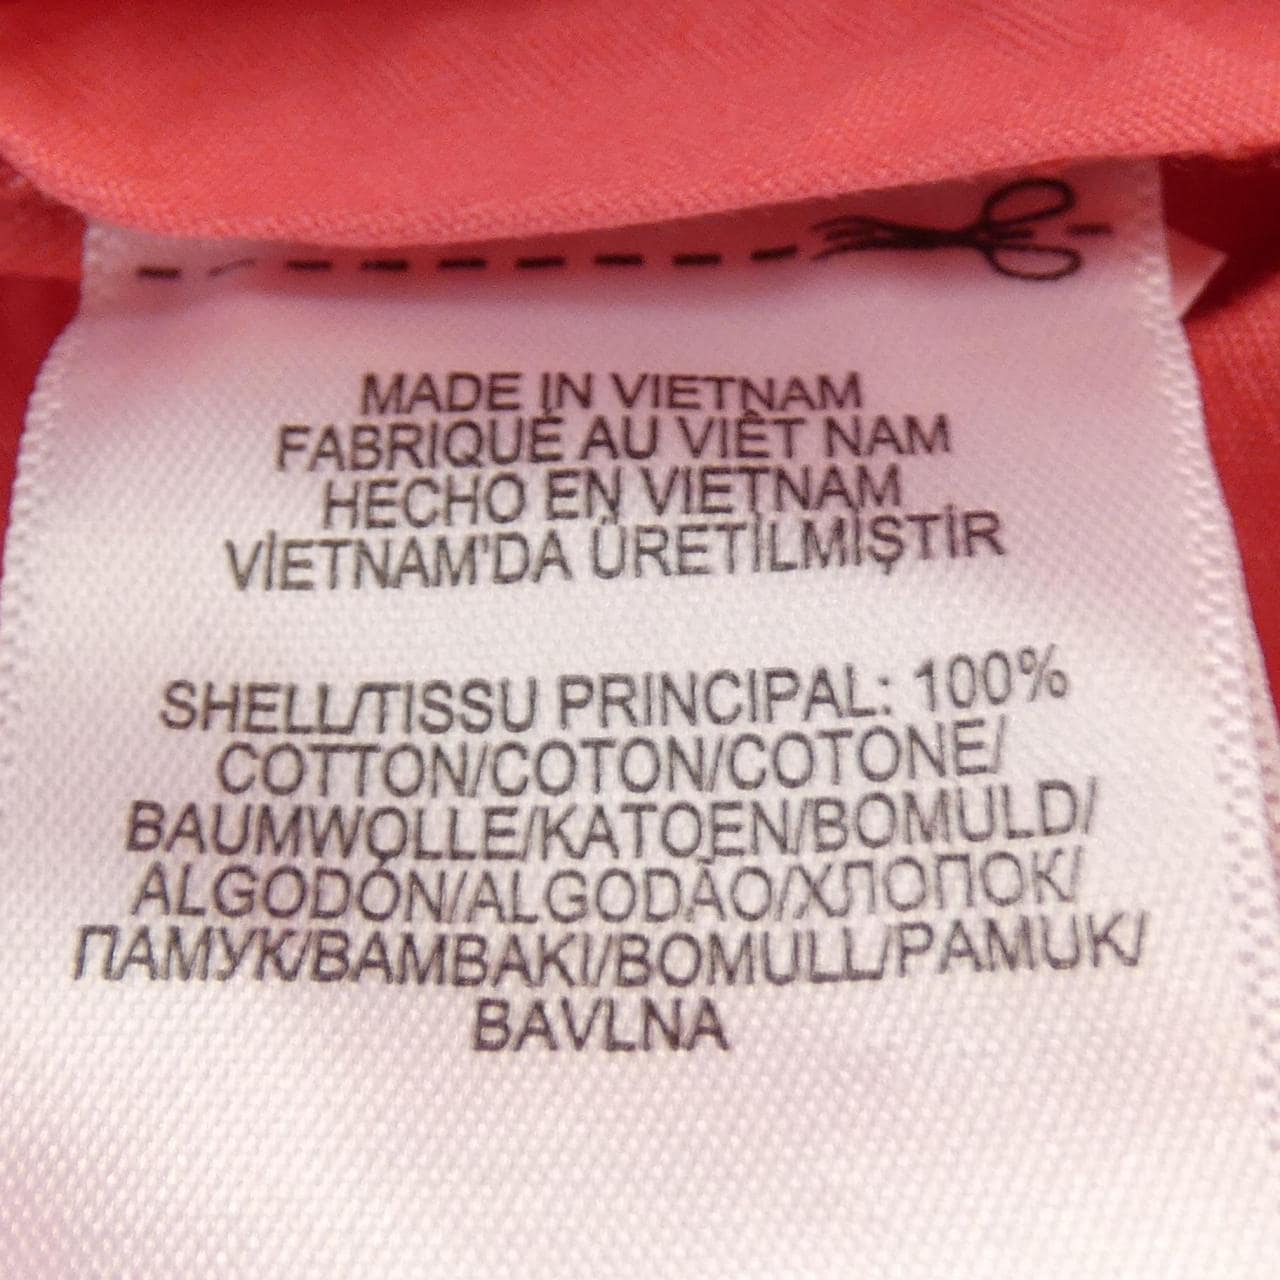 MADE IN VIETNAM
FABRIQUÉ AU VIÊT NAM
HECHO EN VIETNAM
VİETNAM'DA ÜRETİLMİŞTİR
SHELL/TISSU PRINCIPAL: 100%
COTTON/COTON/COTONE/
BAUMWOLLE/KATOEN/BOMULD/
ALGODÓN/ALGODÃO/ХЛОПОК/
ПАМУК/BAMBAKI/BOMULL/PAMUK/
BAVLNA